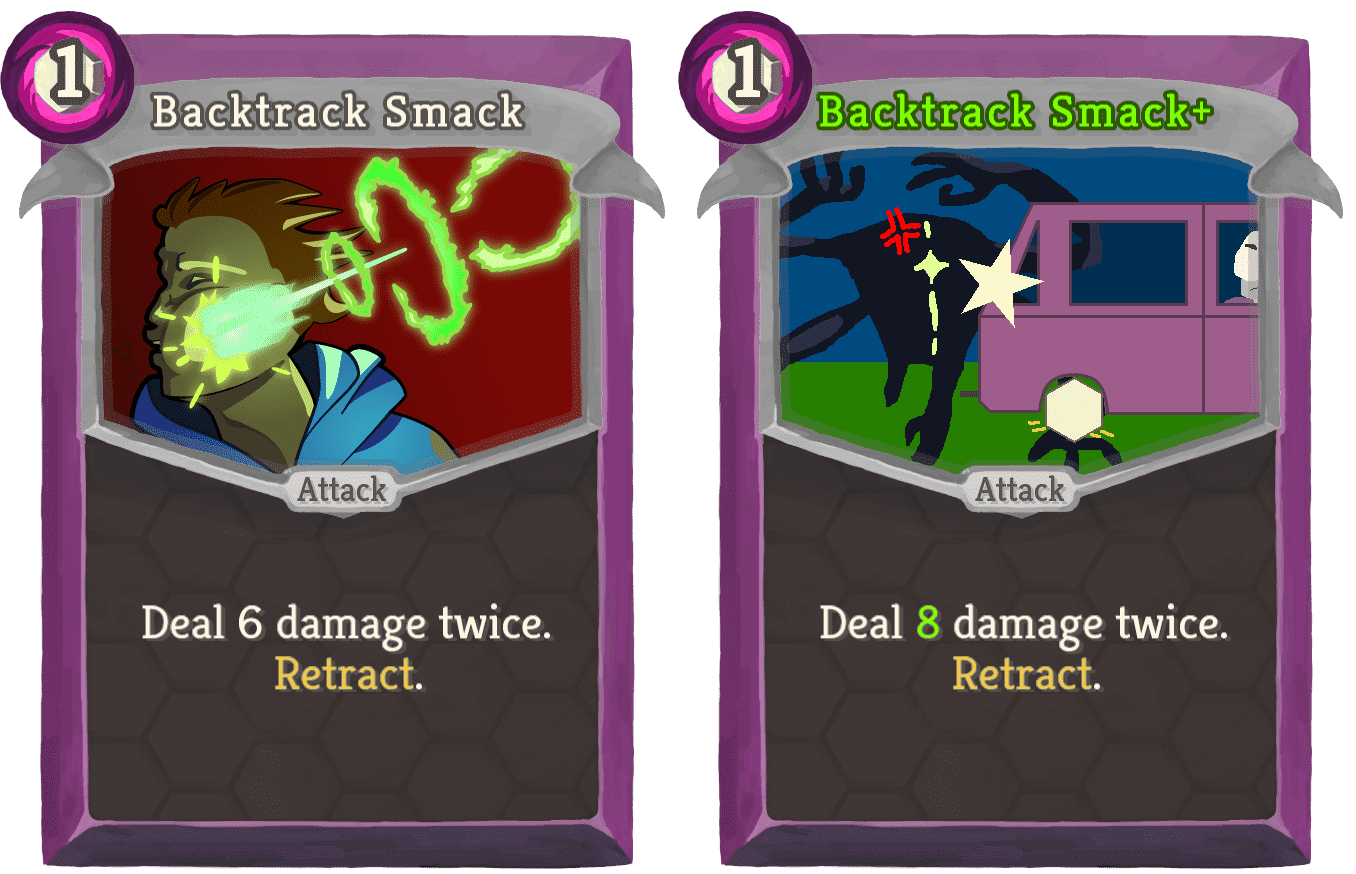 1
Backtrack Smack
Attack
Deal 6 damage twice.
Retract.
1
Backtrack Smack+
Attack
Deal 8 damage twice.
Retract.